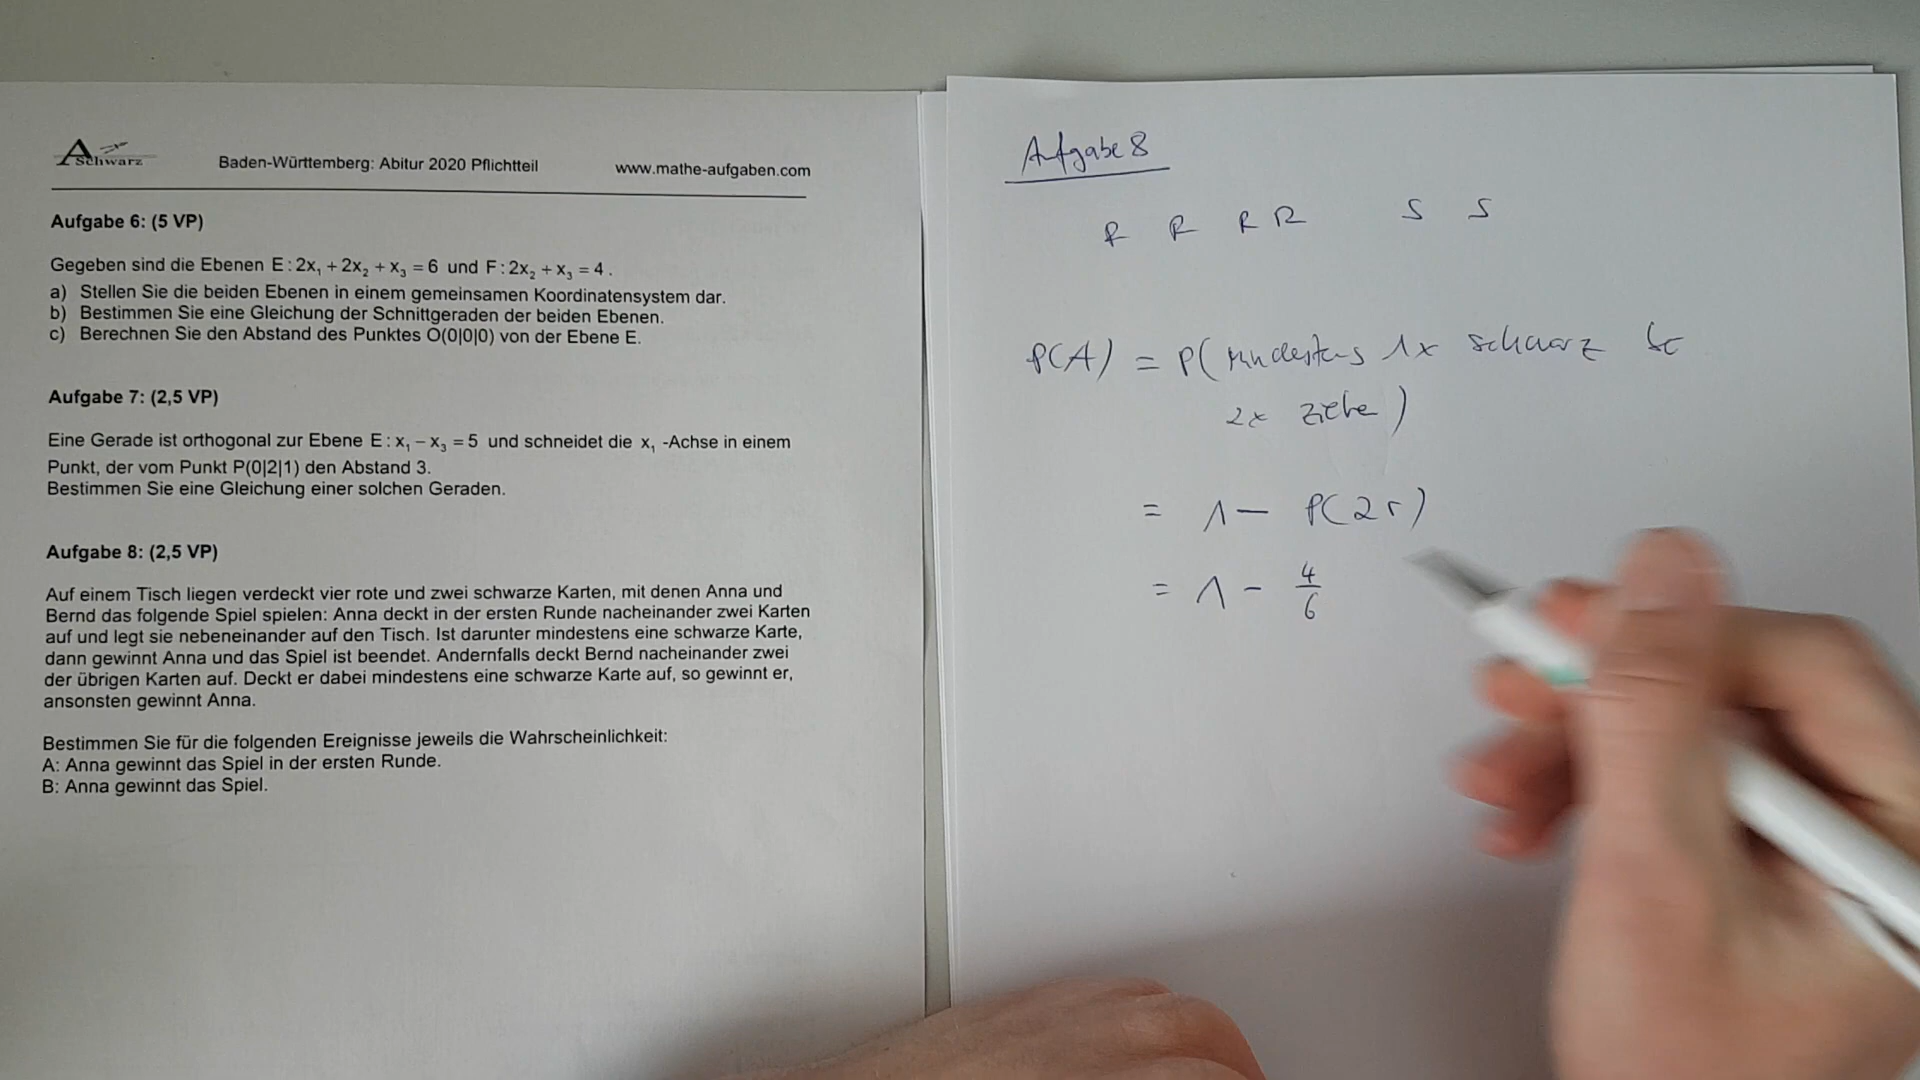 A Schwarz
Baden-Württemberg: Abitur 2020 Pflichtteil
www.mathe-aufgaben.com
Aufgabe 6: (5 VP)
Gegeben sind die Ebenen E: 2x₁ + 2x₂ + x₃ = 6 und F: 2x₂ + x₃ = 4.
a) Stellen Sie die beiden Ebenen in einem gemeinsamen Koordinatensystem dar.
b) Bestimmen Sie eine Gleichung der Schnittgeraden der beiden Ebenen.
c) Berechnen Sie den Abstand des Punktes O(0|0|0) von der Ebene E.
Aufgabe 7: (2,5 VP)
Eine Gerade ist orthogonal zur Ebene E: x₁ − x₃ = 5 und schneidet die x₁ -Achse in einem
Punkt, der vom Punkt P(0|2|1) den Abstand 3.
Bestimmen Sie eine Gleichung einer solchen Geraden.
Aufgabe 8: (2,5 VP)
Auf einem Tisch liegen verdeckt vier rote und zwei schwarze Karten, mit denen Anna und
Bernd das folgende Spiel spielen: Anna deckt in der ersten Runde nacheinander zwei Karten
auf und legt sie nebeneinander auf den Tisch. Ist darunter mindestens eine schwarze Karte,
dann gewinnt Anna und das Spiel ist beendet. Andernfalls deckt Bernd nacheinander zwei
der übrigen Karten auf. Deckt er dabei mindestens eine schwarze Karte auf, so gewinnt er,
ansonsten gewinnt Anna.
Bestimmen Sie für die folgenden Ereignisse jeweils die Wahrscheinlichkeit:
A: Anna gewinnt das Spiel in der ersten Runde.
B: Anna gewinnt das Spiel.
Aufgabe 8
R R R R S S
P(A) = P(mindestens 1x schwarz
2x ziehe)
= 1 − P(2r)
= 1 − 4/6